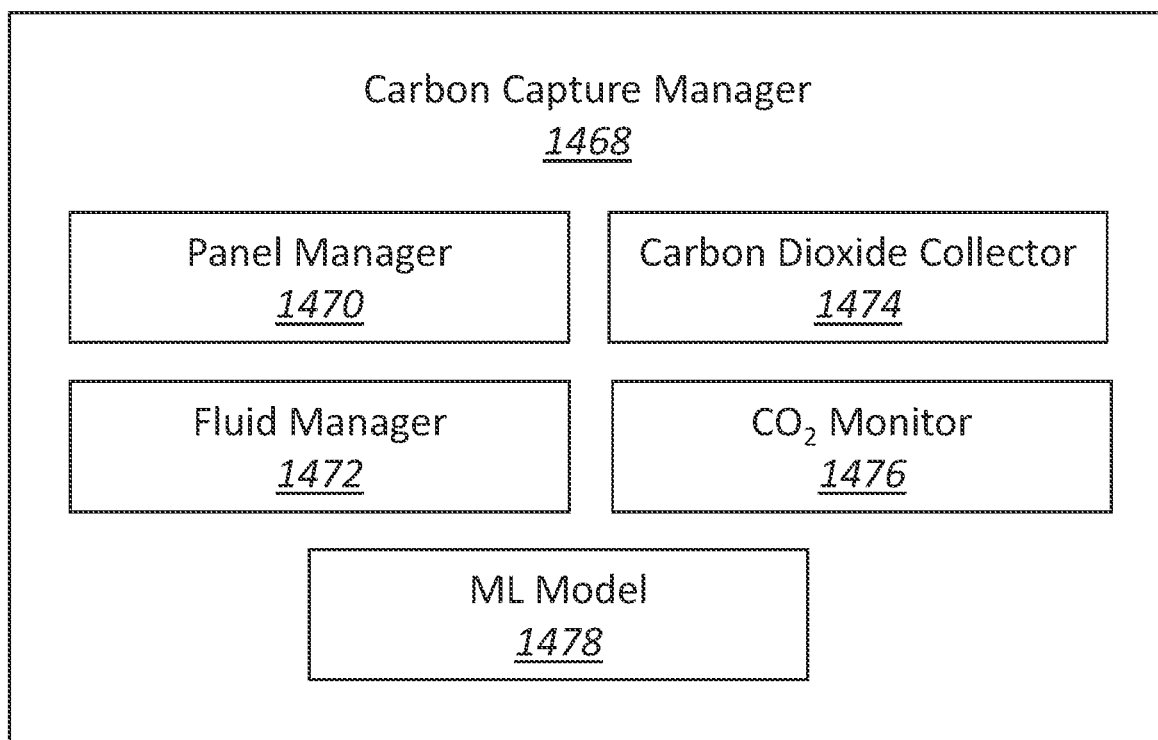 Carbon Capture Manager
1468
Panel Manager
1470
Carbon Dioxide Collector
1474
Fluid Manager
1472
CO₂ Monitor
1476
ML Model
1478